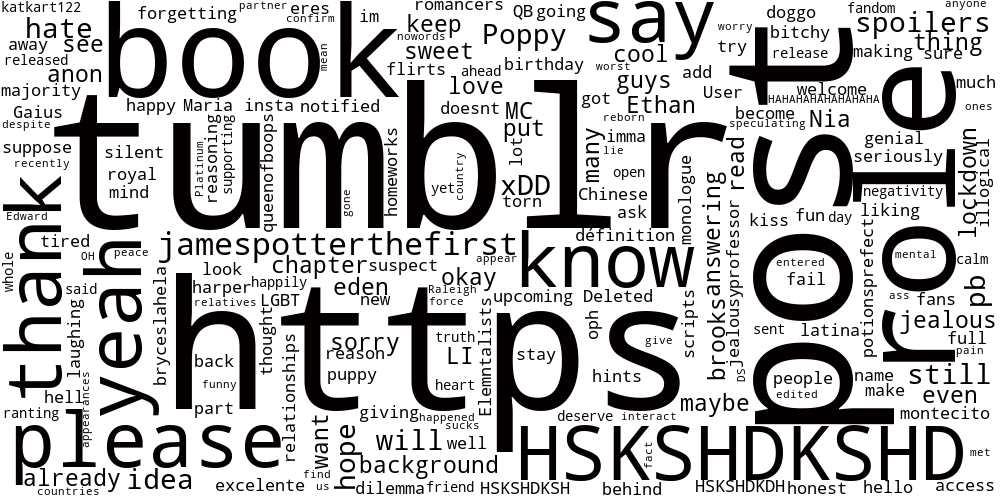 katkart122
forgetting
partner
eres
confirm
im
romancers
keep
nowords
QB
going
say
worry
doggo
bitchy
fandom
anyone
spoilers
thing
hate
book
mean
sweet
Poppy
cool
try
release
making
sure
away
see
released
anon
flirts
ahead
birthday
worst
guys
add
welcome
much
majority
love
User
HAHAHAHAHAHAHA
Gaius
happy
Maria
insta
notified
doesnt
MC
got
Ethan
become
post
role
ones
despite
tumblr
put
reborn
imma
speculating
Nia
genial
suppose
silent
reasoning
supporting
Platinum
queenofboops
homeworks
lot
many
lie
read
seriously
lockdown
illogical
recently
royal
mind
gone
yet
country
xDD
torn
open
Chinese
ask
monologue
negativity
liking
Edward
thank
kiss
fun
day
tired
OH
peace
jamespotterthefirst
know
définition
answering
jealousyprofessor
potionsprefect
whole
yeah
look
chapter
suspect
appear
okay
entered
fail
mental
calm
said
laughing
bryceslahela
harper
happily
eden
relatives
LGBT
new
Raleigh
force
upcoming
Deleted
scripts
brooks
ass
fans
pb
thought
https
oph
sent
latina
jealous
sorry
reason
truth
LI
Elemntalists
give
full
pain
back
funny
puppy
heart
stay
hints
DS
people
edited
name
make
still
even
hell
appearances
part
relationships
giving
happened
sucks
deserve
interact
maybe
montecito
ranting
please
want
hope
will
well
HSKSHDKSHD
fact
met
already
idea
countries
excelente
find
us
background
dilemma
friend
HSKSHDKSH
behind
HSKSHDKDH
honest
hello
access